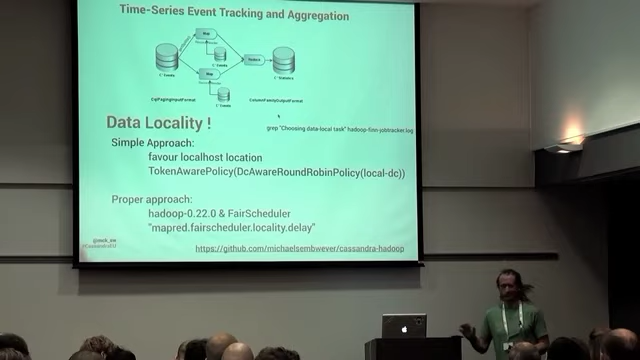 Time-Series Event Tracking and Aggregation
Map
Map
Reduce
CqlPagingInputFormat
ColumnFamilyOutputFormat
Data Locality !
grep "Choosing data-local task" hadoop-finn-jobtracker.log
Simple Approach:
favour localhost location
TokenAwarePolicy(DcAwareRoundRobinPolicy(local-dc))
Proper approach:
hadoop-0.22.0 & FairScheduler
"mapred.fairscheduler.locality.delay"
@mck_sw
#CassandraEU
https://github.com/michaelsembwever/cassandra-hadoop